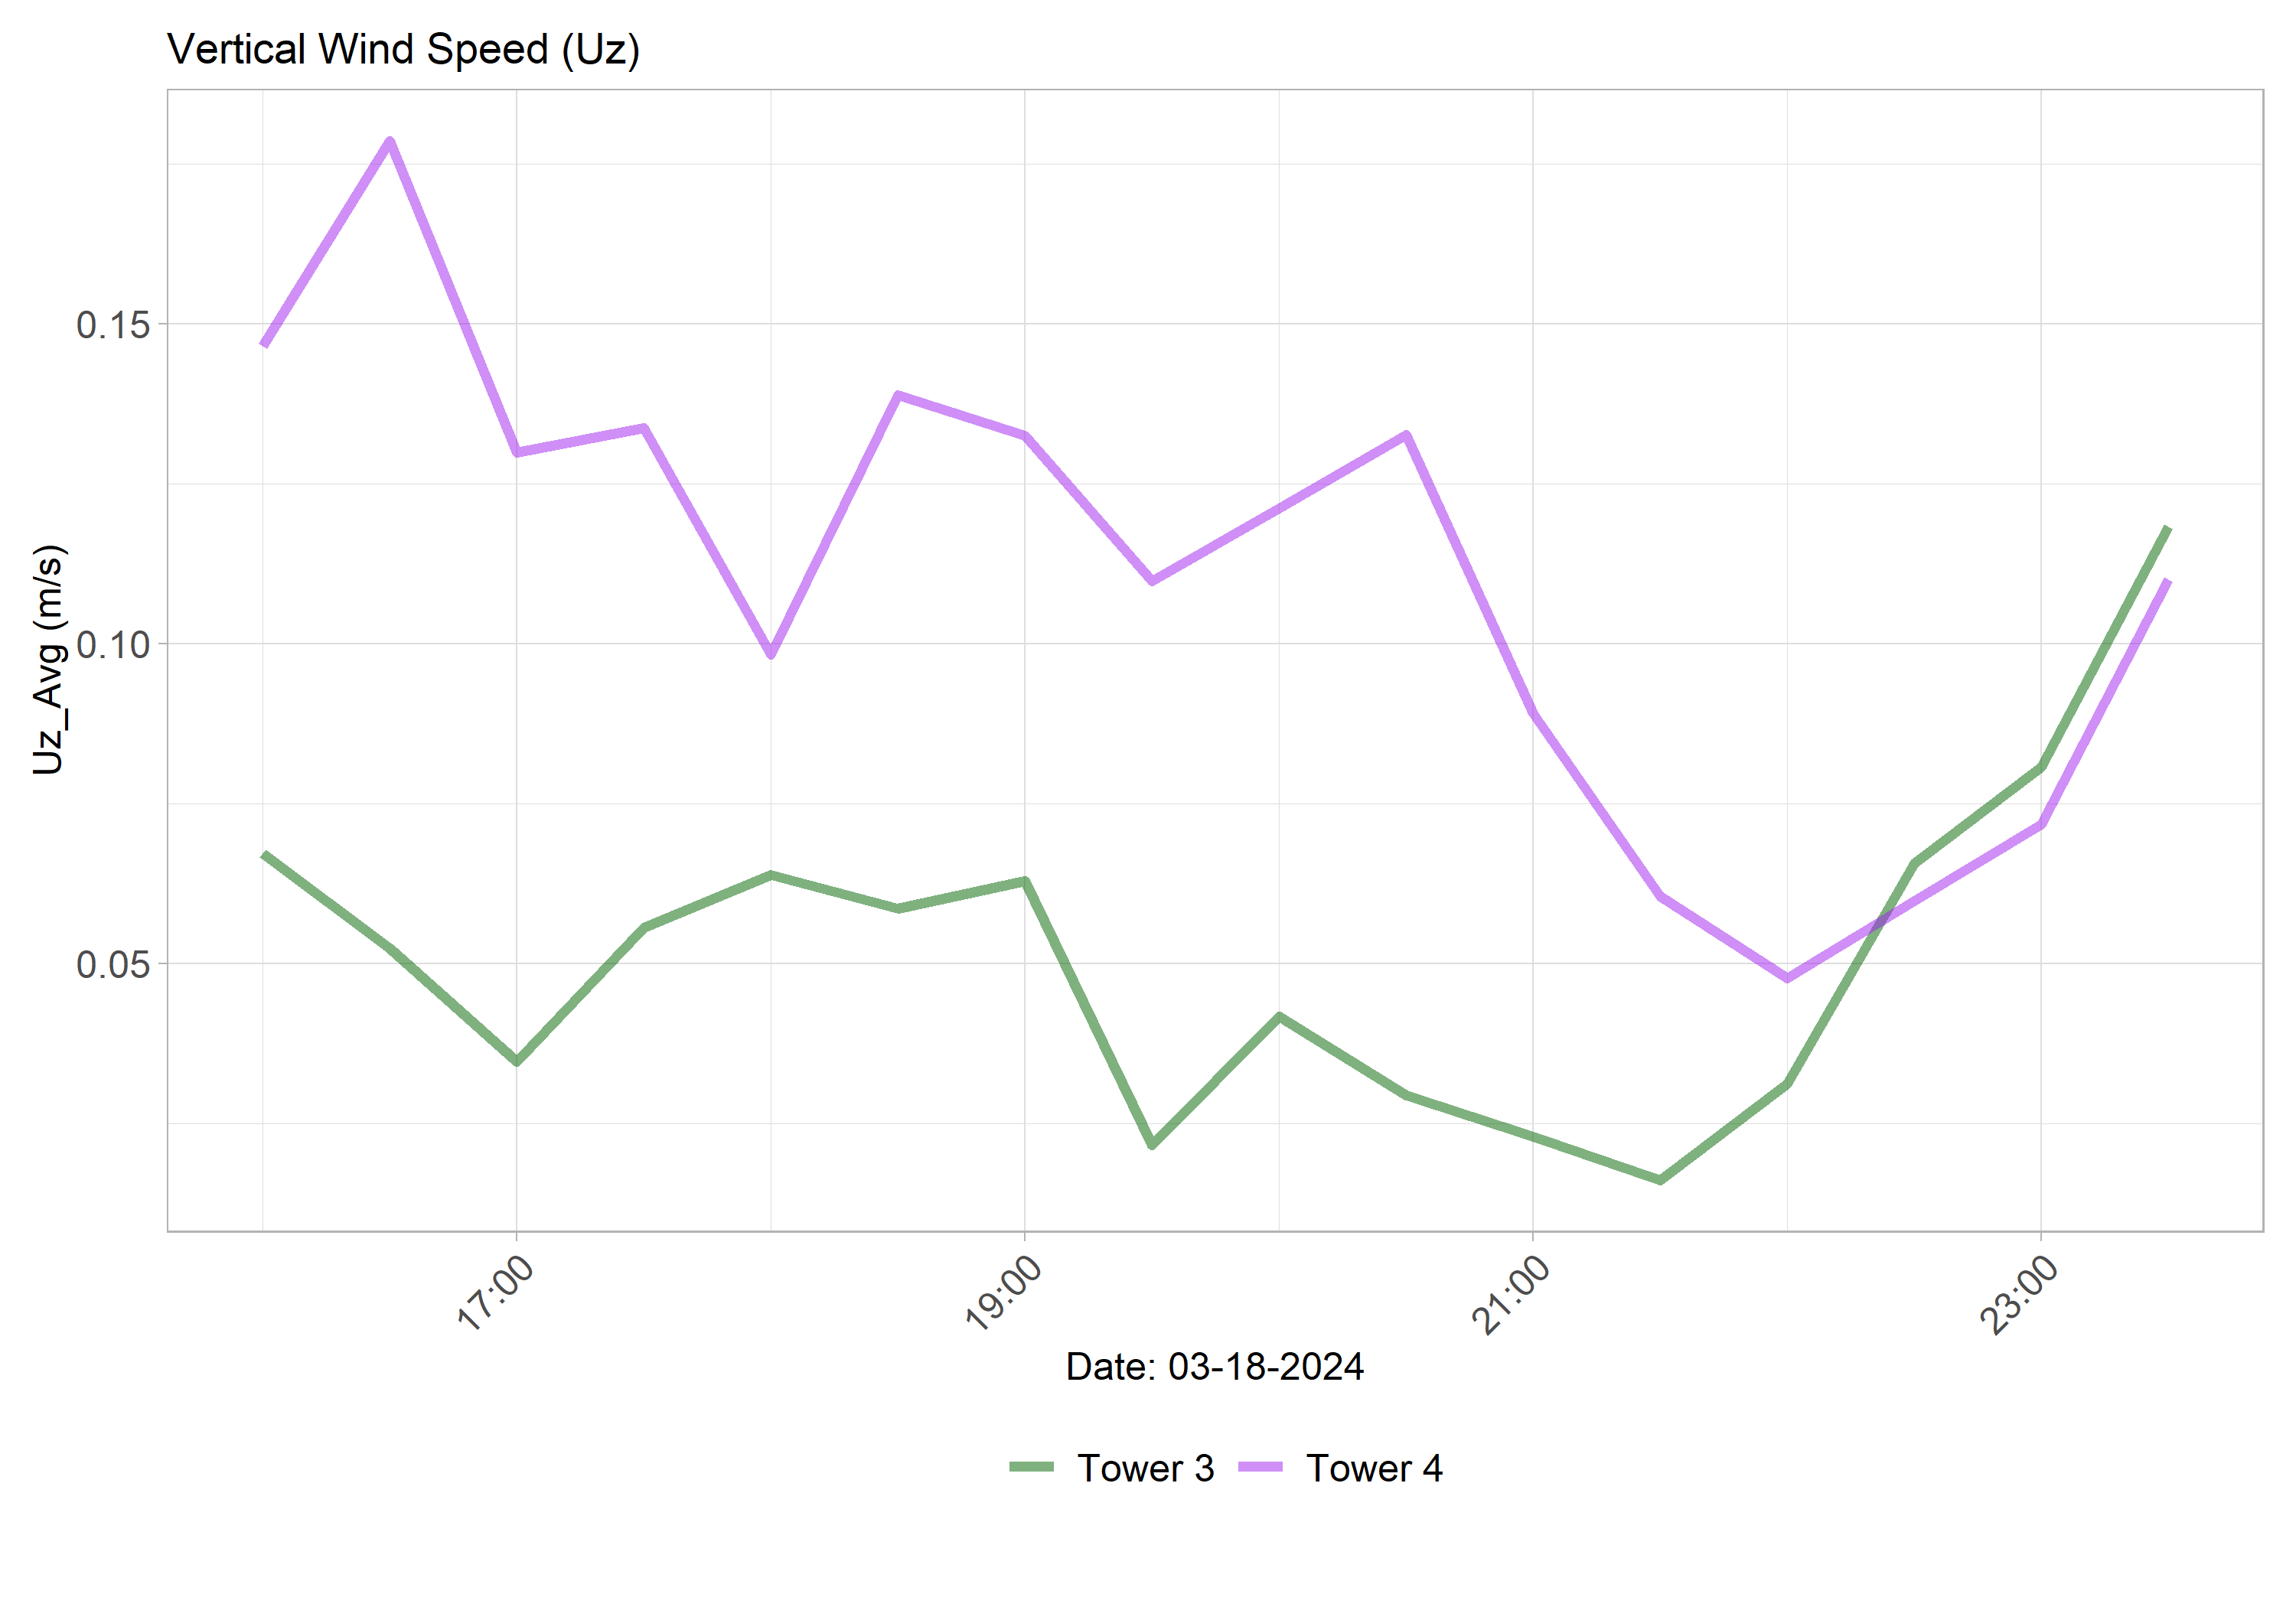 Vertical Wind Speed (Uz)
Uz_Avg (m/s)
0.15
0.10
0.05
17:00
19:00
21:00
23:00
Date: 03-18-2024
Tower 3
Tower 4